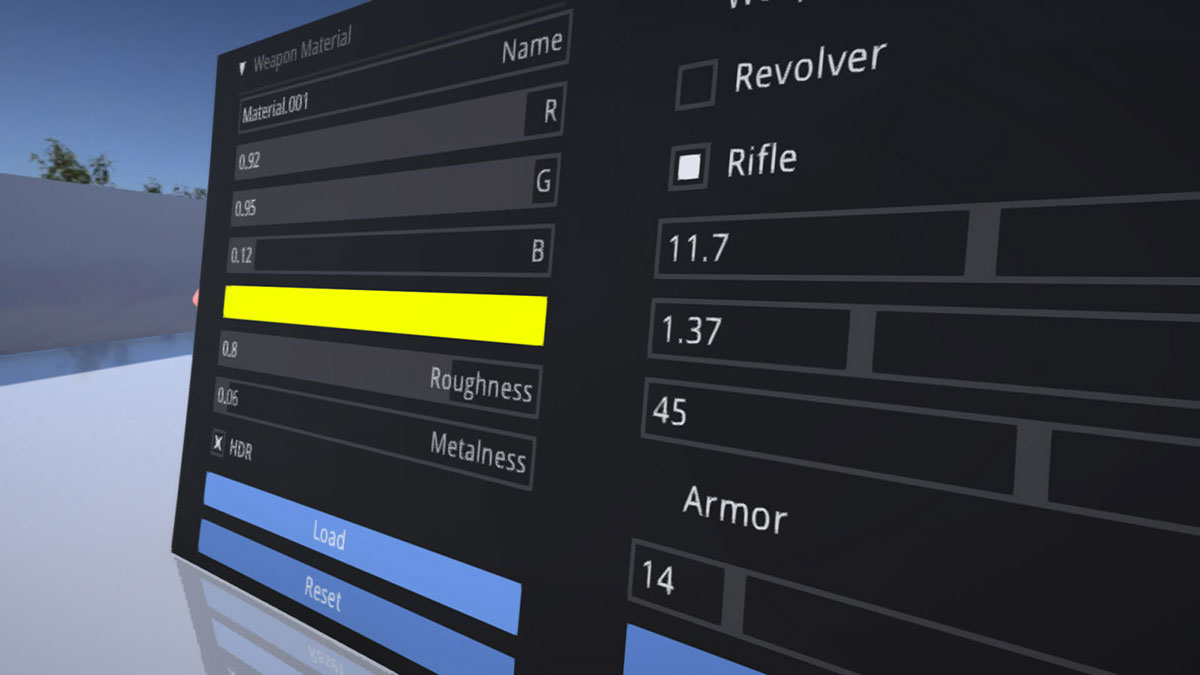 Weapon Material
Material.001 Name
0.92 R
0.95 G
0.12 B
0.8 Roughness
0.06 Metalness
X HDR
Load
Reset
Revolver
Rifle
11.7
1.37
45
Armor
14